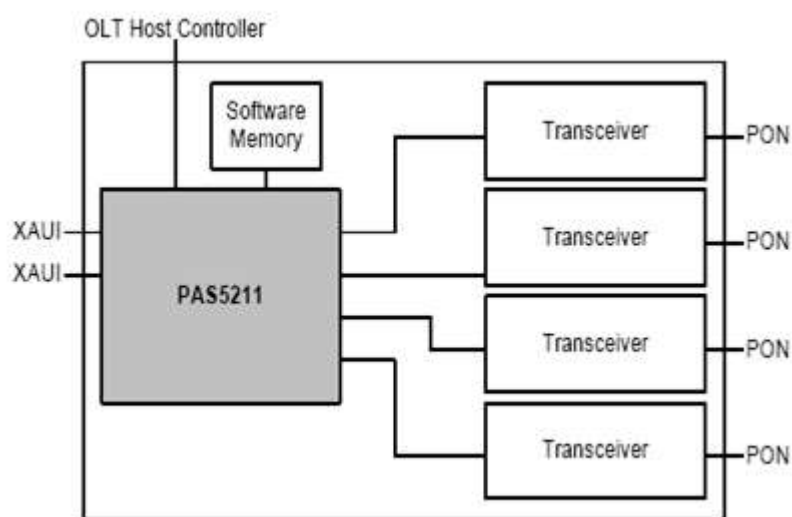 OLT Host Controller
Software
Memory
Transceiver
PON
XAUI
Transceiver
PON
XAUI
PAS5211
Transceiver
PON
Transceiver
PON